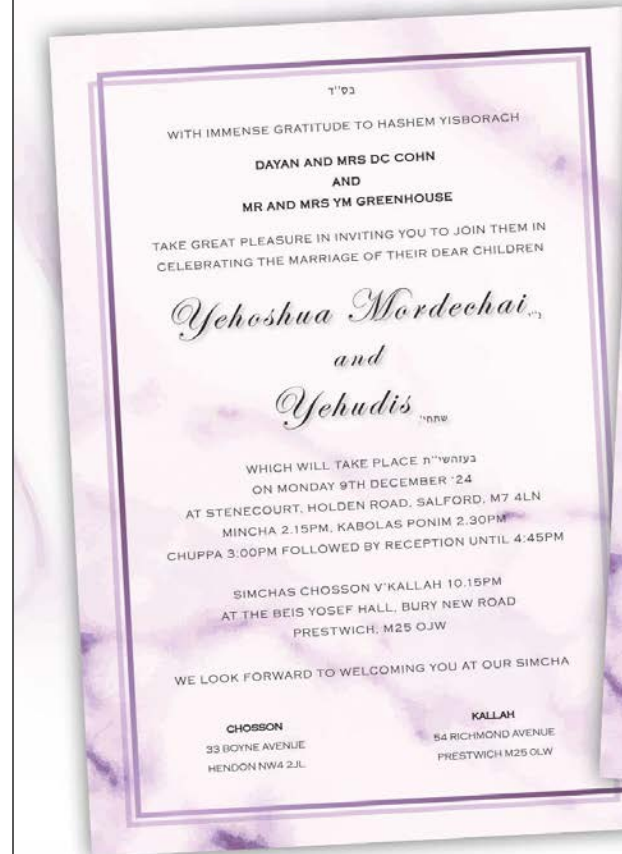 בס''ד
WITH IMMENSE GRATITUDE TO HASHEM YISBORACH
DAYAN AND MRS DC COHN
AND
MR AND MRS YM GREENHOUSE
TAKE GREAT PLEASURE IN INVITING YOU TO JOIN THEM IN
CELEBRATING THE MARRIAGE OF THEIR DEAR CHILDREN
Yehoshua Mordechai נ"י
and
Yehudis שתחי'
WHICH WILL TAKE PLACE בעזהשי''ת
ON MONDAY 9TH DECEMBER '24
AT STENECOURT, HOLDEN ROAD, SALFORD, M7 4LN
MINCHA 2.15PM, KABOLAS PONIM 2.30PM
CHUPPA 3:00PM FOLLOWED BY RECEPTION UNTIL 4:45PM
SIMCHAS CHOSSON V'KALLAH 10.15PM
AT THE BEIS YOSEF HALL, BURY NEW ROAD
PRESTWICH, M25 OJW
WE LOOK FORWARD TO WELCOMING YOU AT OUR SIMCHA
CHOSSON
33 BOYNE AVENUE
HENDON NW4 2JL
KALLAH
54 RICHMOND AVENUE
PRESTWICH M25 OLW